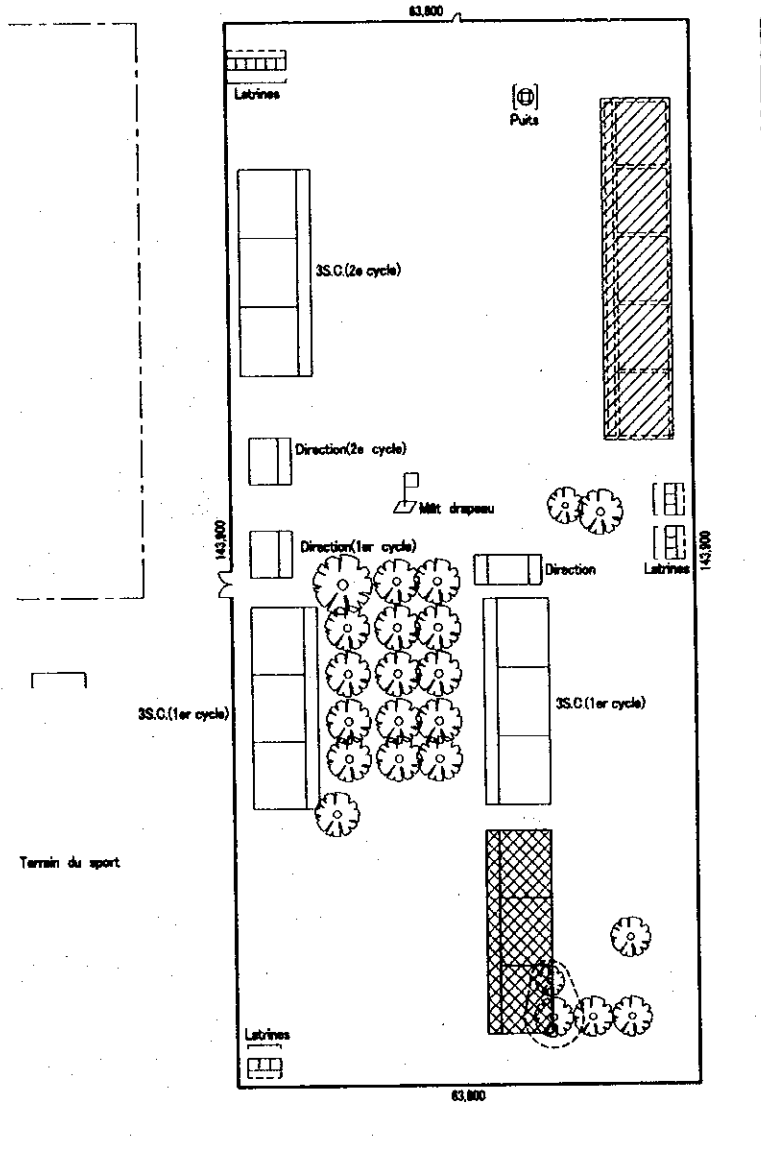 63,800
Latrines
Puits
3S.C.(2e cycle)
Direction(2e cycle)
Mât drapeau
143,900
Direction(1er cycle)
Direction
Latrines
143,900
3S.C.(1er cycle)
3S.C.(1er cycle)
Terrain du sport
Latrines
63,800